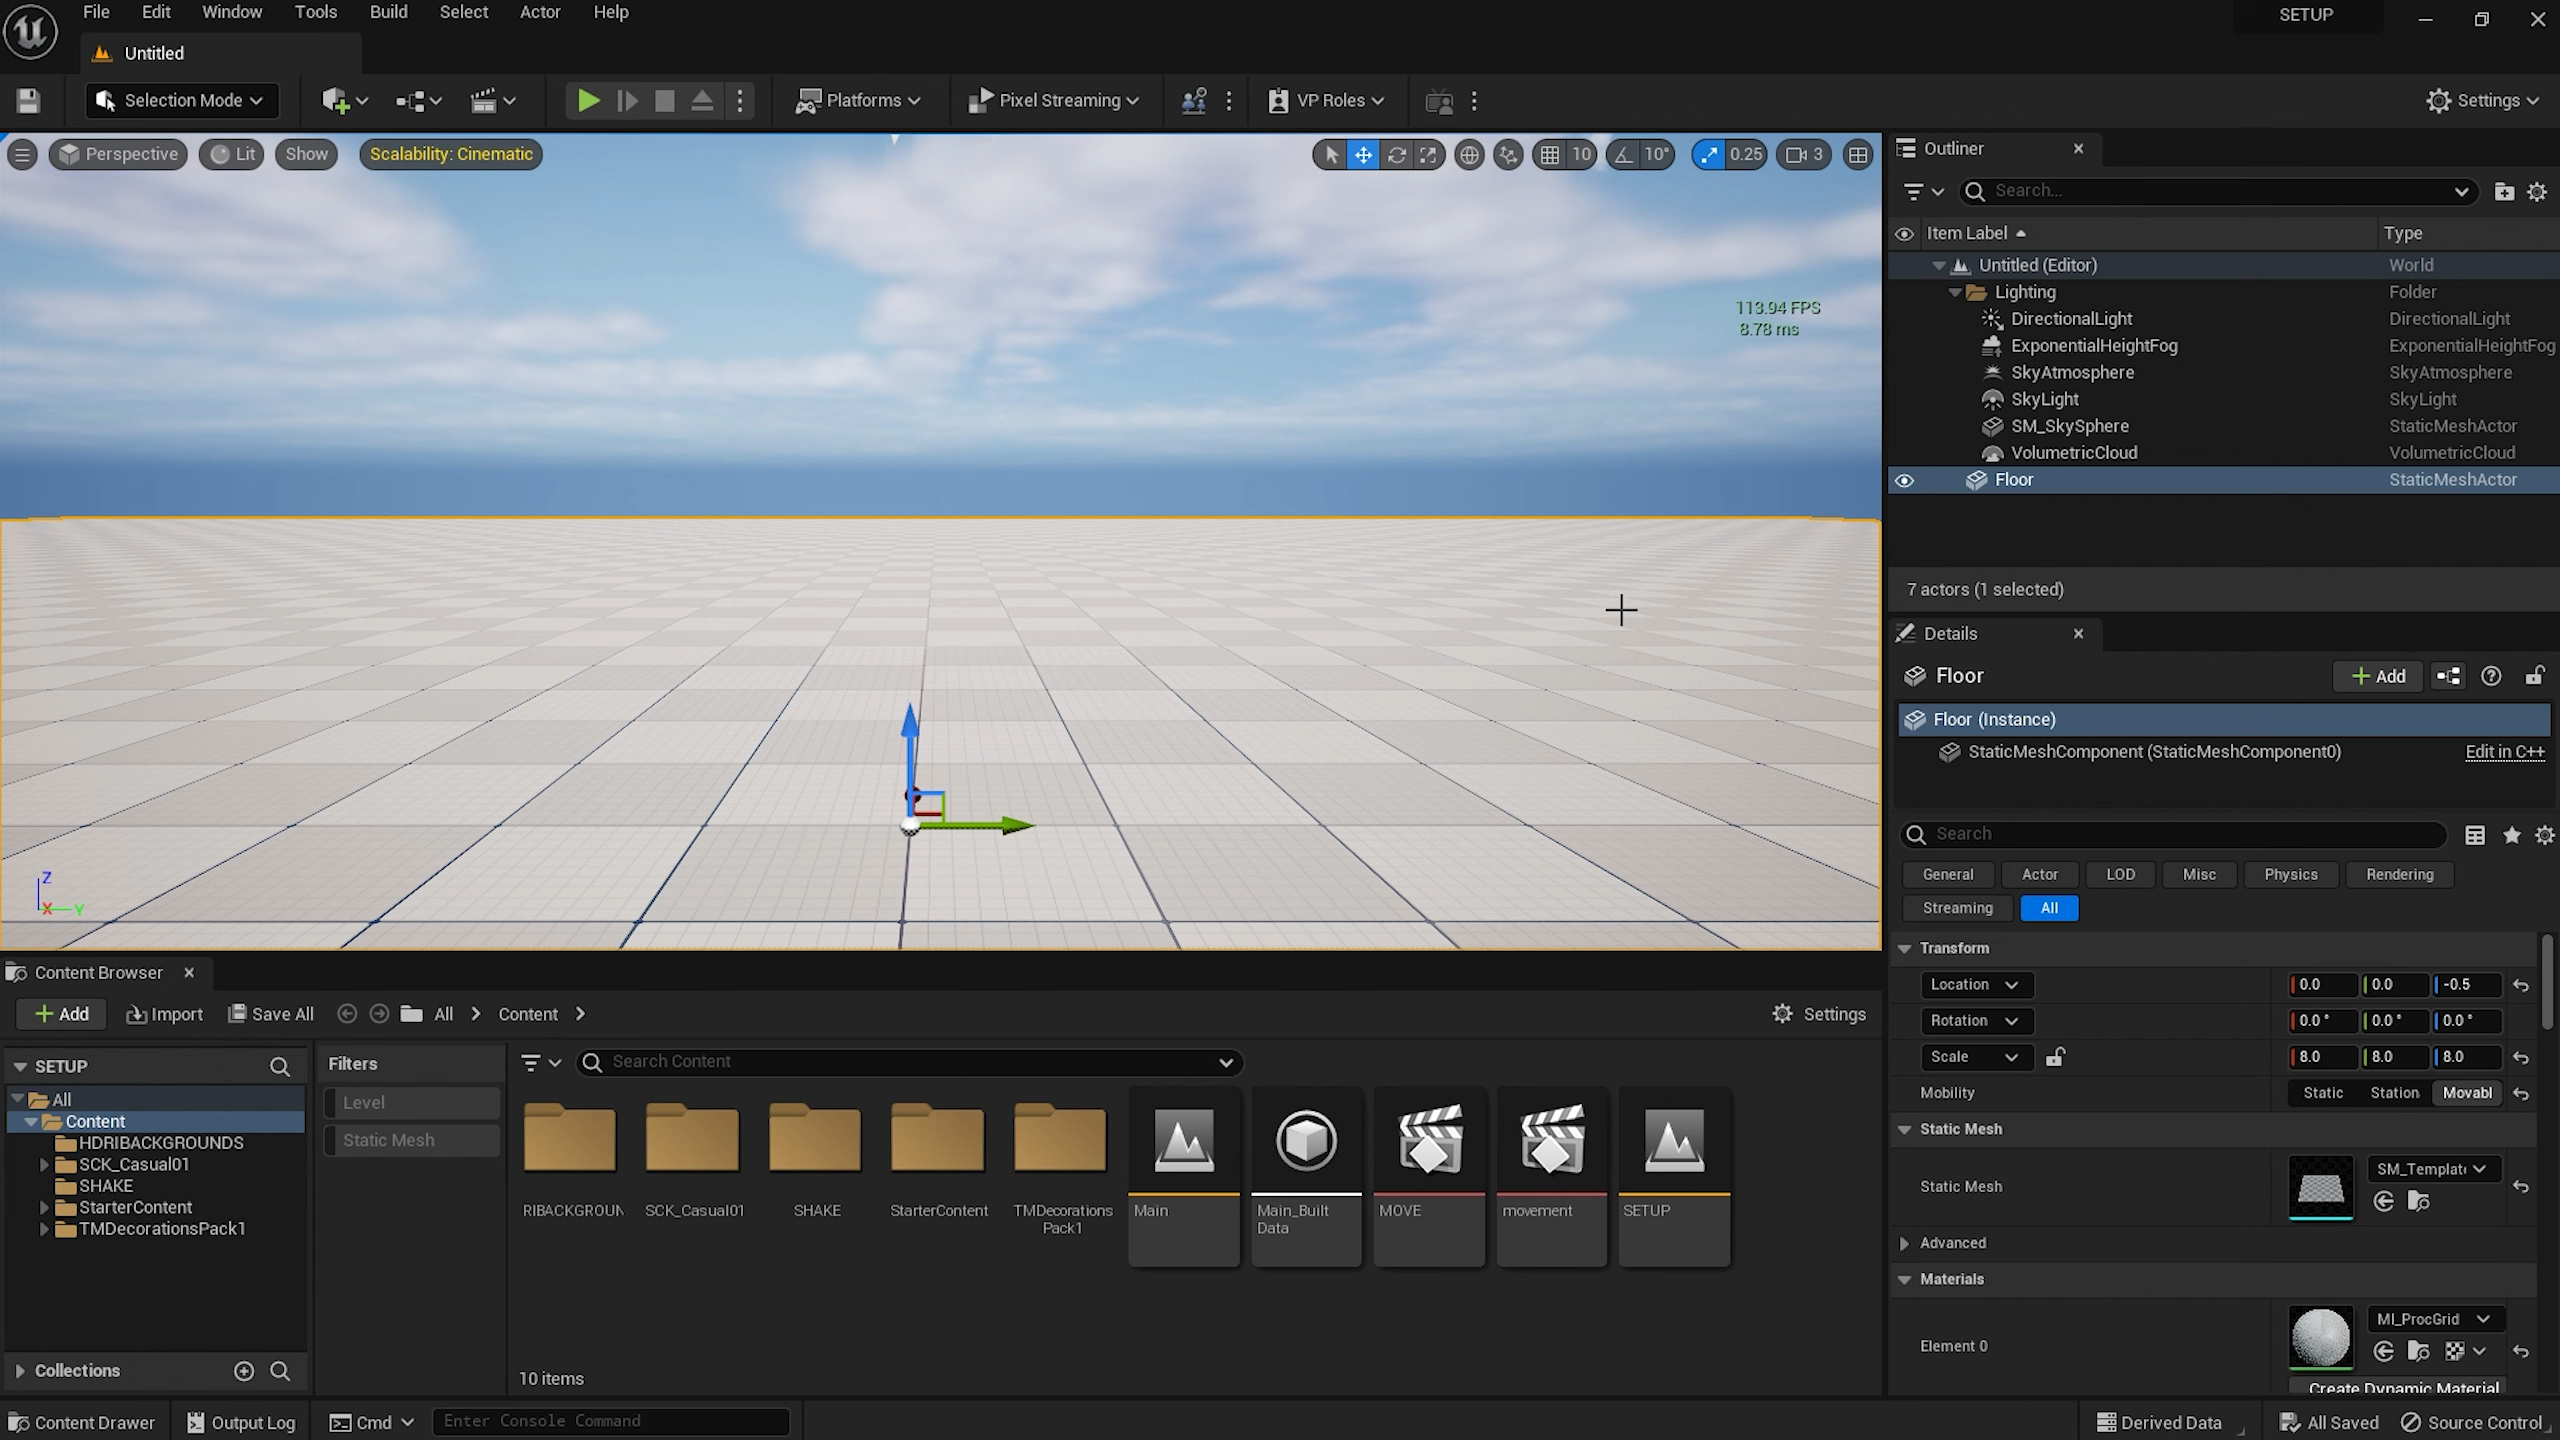 File Edit Window Tools Build Select Actor Help
SETUP
Untitled
Selection Mode
Platforms
Pixel Streaming
VP Roles
Settings
Perspective Lit Show Scalability: Cinematic
10 10° 0.25 3
113.94 FPS
8.78 ms
Z
X Y
Outliner
Search...
Item Label Type
Untitled (Editor) World
Lighting Folder
DirectionalLight DirectionalLight
ExponentialHeightFog ExponentialHeightFog
SkyAtmosphere SkyAtmosphere
SkyLight SkyLight
SM_SkySphere StaticMeshActor
VolumetricCloud VolumetricCloud
Floor StaticMeshActor
7 actors (1 selected)
Details
Floor
Add
Floor (Instance)
StaticMeshComponent (StaticMeshComponent0) Edit in C++
Search
General Actor LOD Misc Physics Rendering
Streaming All
Transform
Location 0.0 0.0 -0.5
Rotation 0.0° 0.0° 0.0°
Scale 8.0 8.0 8.0
Mobility Static Station Movabl
Static Mesh
Static Mesh SM_Templat
Advanced
Materials
MI_ProcGrid
Element 0
Create Dynamic Material
Content Browser
Add Import Save All All Content Settings
SETUP
All
Content
HDRIBACKGROUNDS
SCK_Casual01
SHAKE
StarterContent
TMDecorationsPack1
Collections
Filters
Level
Static Mesh
Search Content
RIBACKGROUN
SCK_Casual01
SHAKE
StarterContent
TMDecorations
Pack1
Main
Main_Built
Data
MOVE
movement
SETUP
10 items
Content Drawer Output Log Cmd Enter Console Command Derived Data All Saved Source Control